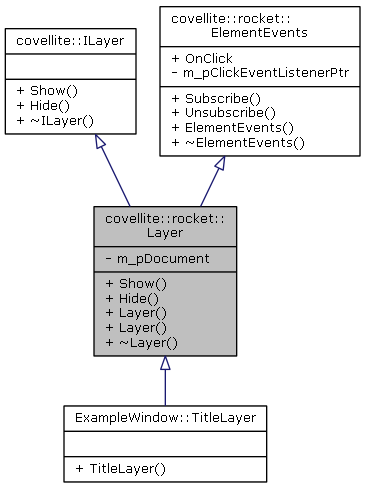 covellite::ILayer
+ Show()
+ Hide()
+ ~ILayer()
covellite::rocket::
ElementEvents
+ OnClick
- m_pClickEventListenerPtr
+ Subscribe()
+ Unsubscribe()
+ ElementEvents()
+ ~ElementEvents()
covellite::rocket::
Layer
- m_pDocument
+ Show()
+ Hide()
+ Layer()
+ Layer()
+ ~Layer()
ExampleWindow::TitleLayer
+ TitleLayer()